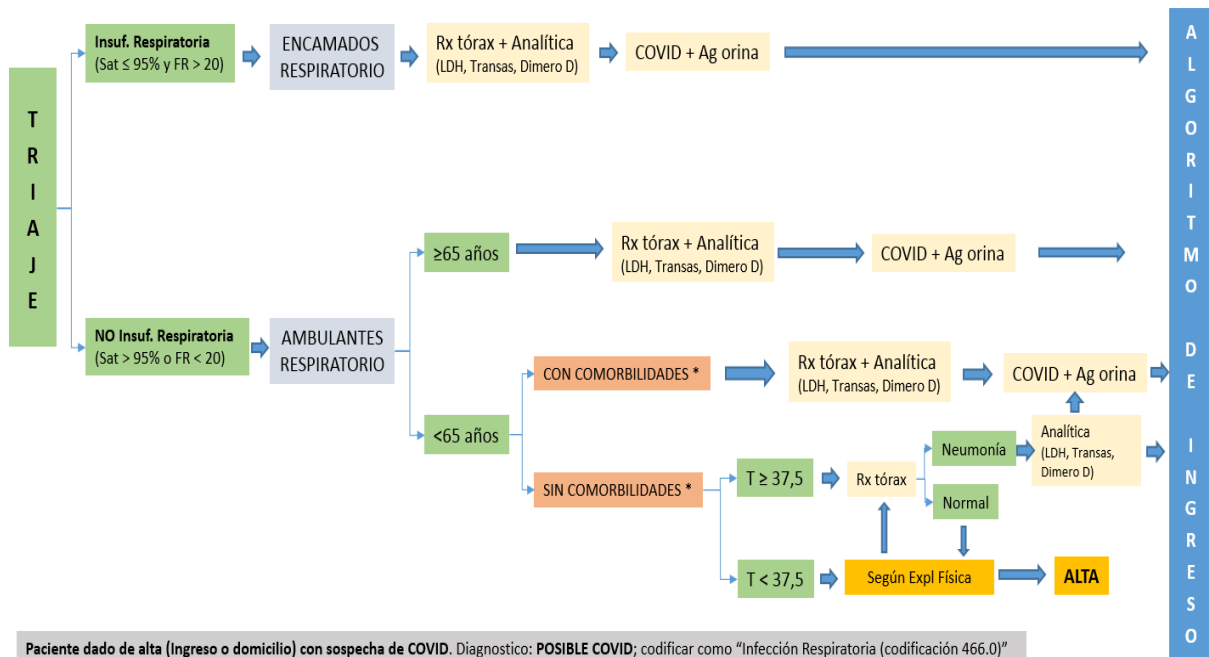 TRIAJE
Insuf. Respiratoria
(Sat ≤ 95% y FR > 20)
ENCAMADOS
RESPIRATORIO
Rx tórax + Analítica
(LDH, Transas, Dimero D)
COVID + Ag orina
NO Insuf. Respiratoria
(Sat > 95% o FR < 20)
AMBULANTES
RESPIRATORIO
≥65 años
Rx tórax + Analítica
(LDH, Transas, Dimero D)
COVID + Ag orina
<65 años
CON COMORBILIDADES *
Rx tórax + Analítica
(LDH, Transas, Dimero D)
COVID + Ag orina
SIN COMORBILIDADES *
T ≥ 37,5
Rx tórax
Neumonía
Normal
Analítica
(LDH, Transas,
Dimero D)
T < 37,5
Según Expl Física
ALTA
ALGORITMO DE INGRESO
Paciente dado de alta (Ingreso o domicilio) con sospecha de COVID. Diagnostico: POSIBLE COVID; codificar como “Infección Respiratoria (codificación 466.0)”